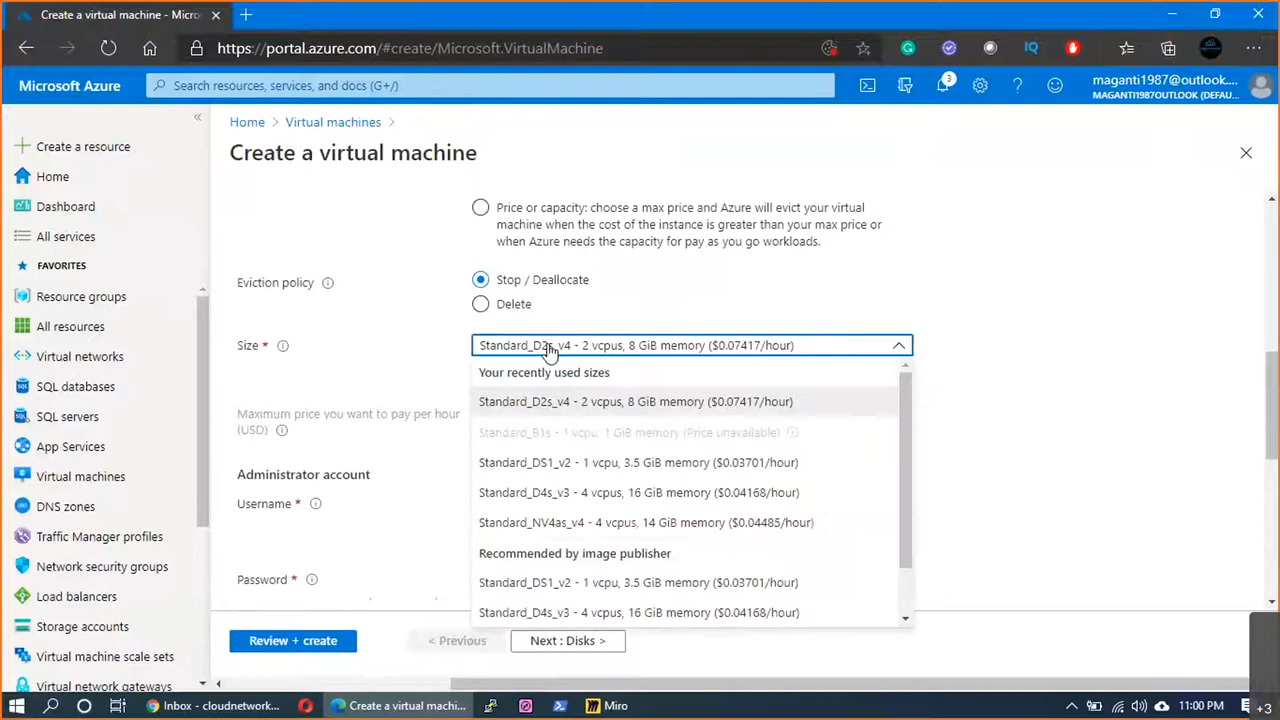 Create a virtual machine - Micro:
https://portal.azure.com/#create/Microsoft.VirtualMachine
IQ
Microsoft Azure
Search resources, services, and docs (G+/)
3
maganti1987@outlook....
MAGANTI1987OUTLOOK (DEFAU...
Create a resource
Home
Dashboard
All services
FAVORITES
Resource groups
All resources
Virtual networks
SQL databases
SQL servers
App Services
Virtual machines
DNS zones
Traffic Manager profiles
Network security groups
Load balancers
Storage accounts
Virtual machine scale sets
Virtual network gateways
Home > Virtual machines >
Create a virtual machine
Price or capacity: choose a max price and Azure will evict your virtual
machine when the cost of the instance is greater than your max price or
when Azure needs the capacity for pay as you go workloads.
Eviction policy
Stop / Deallocate
Delete
Size *
Standard_D2s_v4 - 2 vcpus, 8 GiB memory ($0.07417/hour)
Your recently used sizes
Standard_D2s_v4 - 2 vcpus, 8 GiB memory ($0.07417/hour)
Standard_B1s - 1 vcpu, 1 GiB memory (Price unavailable)
Standard_DS1_v2 - 1 vcpu, 3.5 GiB memory ($0.03701/hour)
Standard_D4s_v3 - 4 vcpus, 16 GiB memory ($0.04168/hour)
Standard_NV4as_v4 - 4 vcpus, 14 GiB memory ($0.04485/hour)
Recommended by image publisher
Standard_DS1_v2 - 1 vcpu, 3.5 GiB memory ($0.03701/hour)
Standard_D4s_v3 - 4 vcpus, 16 GiB memory ($0.04168/hour)
Maximum price you want to pay per hour
(USD)
Administrator account
Username *
Password *
Review + create
< Previous
Next : Disks >
Inbox - cloudnetwork...
Create a virtual machi...
Miro
11:00 PM
+3